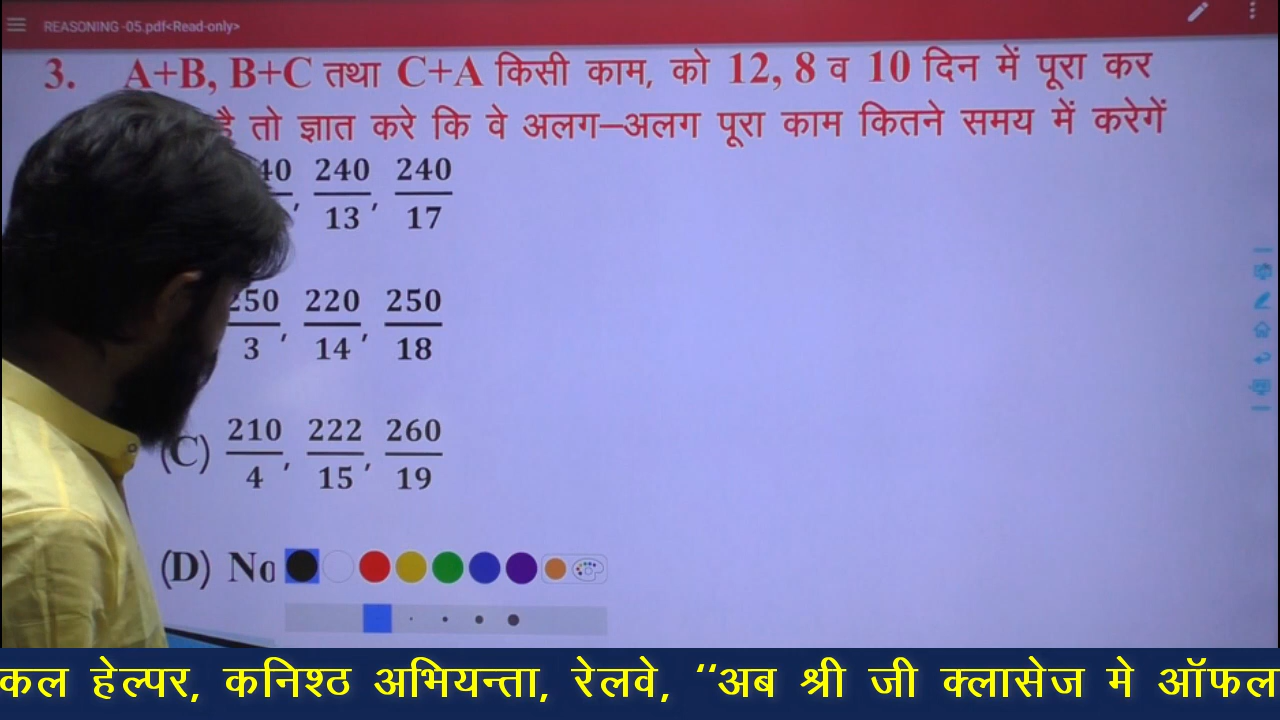 REASONING -05.pdf<Read-only>
3. A+B, B+C तथा C+A किसी काम, को 12, 8 व 10 दिन में पूरा कर
है तो ज्ञात करे कि वे अलग–अलग पूरा काम कितने समय में करेगें
40, 240/13, 240/17
250/3, 220/14, 250/18
(C) 210/4, 222/15, 260/19
(D) No
कल हेल्पर, कनिश्ठ अभियन्ता, रेलवे, ‘‘अब श्री जी क्लासेज मे ऑफल